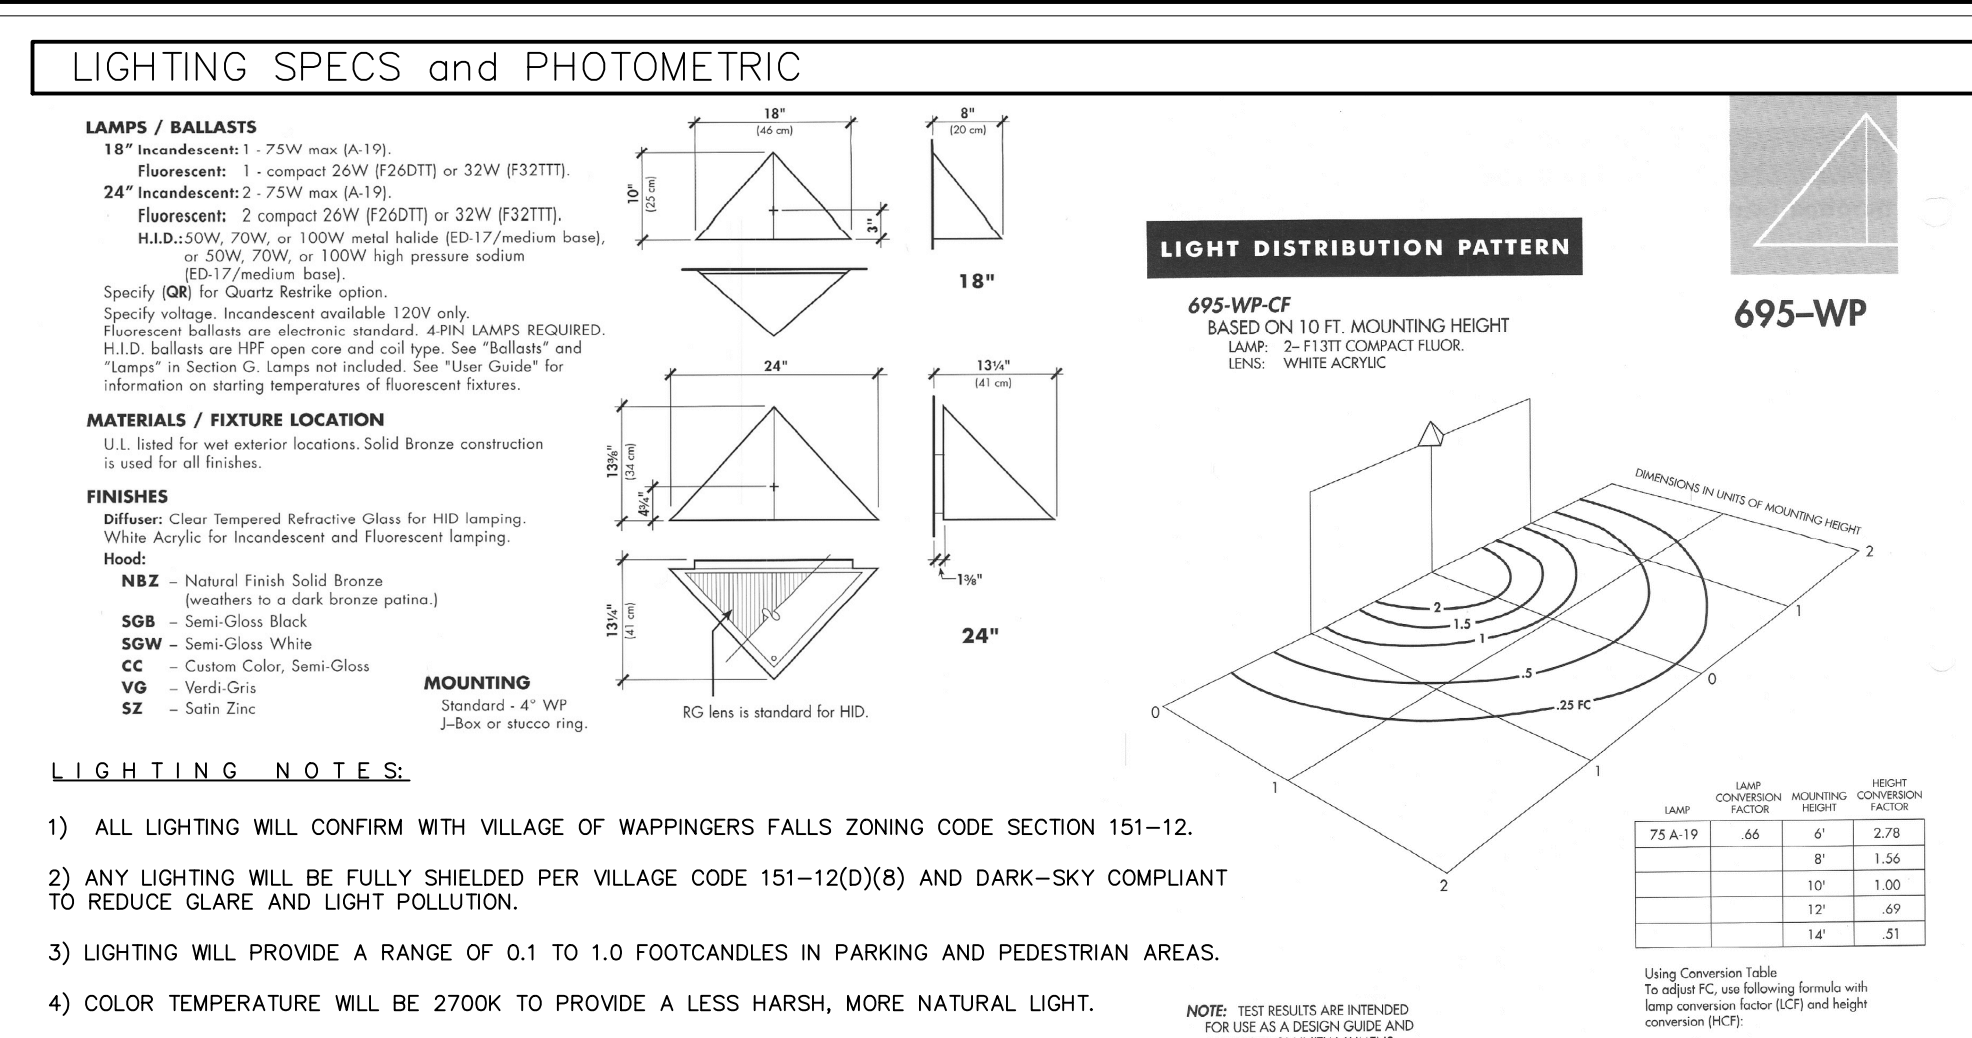 LIGHTING SPECS and PHOTOMETRIC
LAMPS / BALLASTS
18" Incandescent: 1 - 75W max (A-19).
Fluorescent: 1 - compact 26W (F26DTT) or 32W (F32TTT).
24" Incandescent: 2 - 75W max (A-19).
Fluorescent: 2 compact 26W (F26DTT) or 32W (F32TTT).
H.I.D.: 50W, 70W, or 100W metal halide (ED-17/medium base),
or 50W, 70W, or 100W high pressure sodium
(ED-17/medium base).
Specify (QR) for Quartz Restrike option.
Specify voltage. Incandescent available 120V only.
Fluorescent ballasts are electronic standard. 4-PIN LAMPS REQUIRED.
H.I.D. ballasts are HPF open core and coil type. See "Ballasts" and
"Lamps" in Section G. Lamps not included. See "User Guide" for
information on starting temperatures of fluorescent fixtures.
MATERIALS / FIXTURE LOCATION
U.L. listed for wet exterior locations. Solid Bronze construction
is used for all finishes.
FINISHES
Diffuser: Clear Tempered Refractive Glass for HID lamping.
White Acrylic for Incandescent and Fluorescent lamping.
Hood:
NBZ – Natural Finish Solid Bronze
(weathers to a dark bronze patina.)
SGB – Semi-Gloss Black
SGW – Semi-Gloss White
CC – Custom Color, Semi-Gloss
VG – Verdi-Gris
SZ – Satin Zinc
MOUNTING
Standard - 4° WP
J–Box or stucco ring.
18"
(46 cm)
8"
(20 cm)
10"
(25 cm)
3"
18"
24"
13¼"
(41 cm)
13⅜"
(34 cm)
4¾"
1⅜"
13¼"
(41 cm)
24"
RG lens is standard for HID.
LIGHT DISTRIBUTION PATTERN
695-WP-CF
BASED ON 10 FT. MOUNTING HEIGHT
LAMP: 2– F13TT COMPACT FLUOR.
LENS: WHITE ACRYLIC
695–WP
DIMENSIONS IN UNITS OF MOUNTING HEIGHT
2
1
0
1
2
1
0
2
1.5
1
.5
.25 FC
LAMP
LAMP CONVERSION FACTOR
MOUNTING HEIGHT
HEIGHT CONVERSION FACTOR
75 A-19 .66 6' 2.78
8' 1.56
10' 1.00
12' .69
14' .51
Using Conversion Table
To adjust FC, use following formula with
lamp conversion factor (LCF) and height
conversion (HCF):
NOTE: TEST RESULTS ARE INTENDED
FOR USE AS A DESIGN GUIDE AND
LIGHTING NOTES:
1) ALL LIGHTING WILL CONFIRM WITH VILLAGE OF WAPPINGERS FALLS ZONING CODE SECTION 151–12.
2) ANY LIGHTING WILL BE FULLY SHIELDED PER VILLAGE CODE 151–12(D)(8) AND DARK–SKY COMPLIANT
TO REDUCE GLARE AND LIGHT POLLUTION.
3) LIGHTING WILL PROVIDE A RANGE OF 0.1 TO 1.0 FOOTCANDLES IN PARKING AND PEDESTRIAN AREAS.
4) COLOR TEMPERATURE WILL BE 2700K TO PROVIDE A LESS HARSH, MORE NATURAL LIGHT.